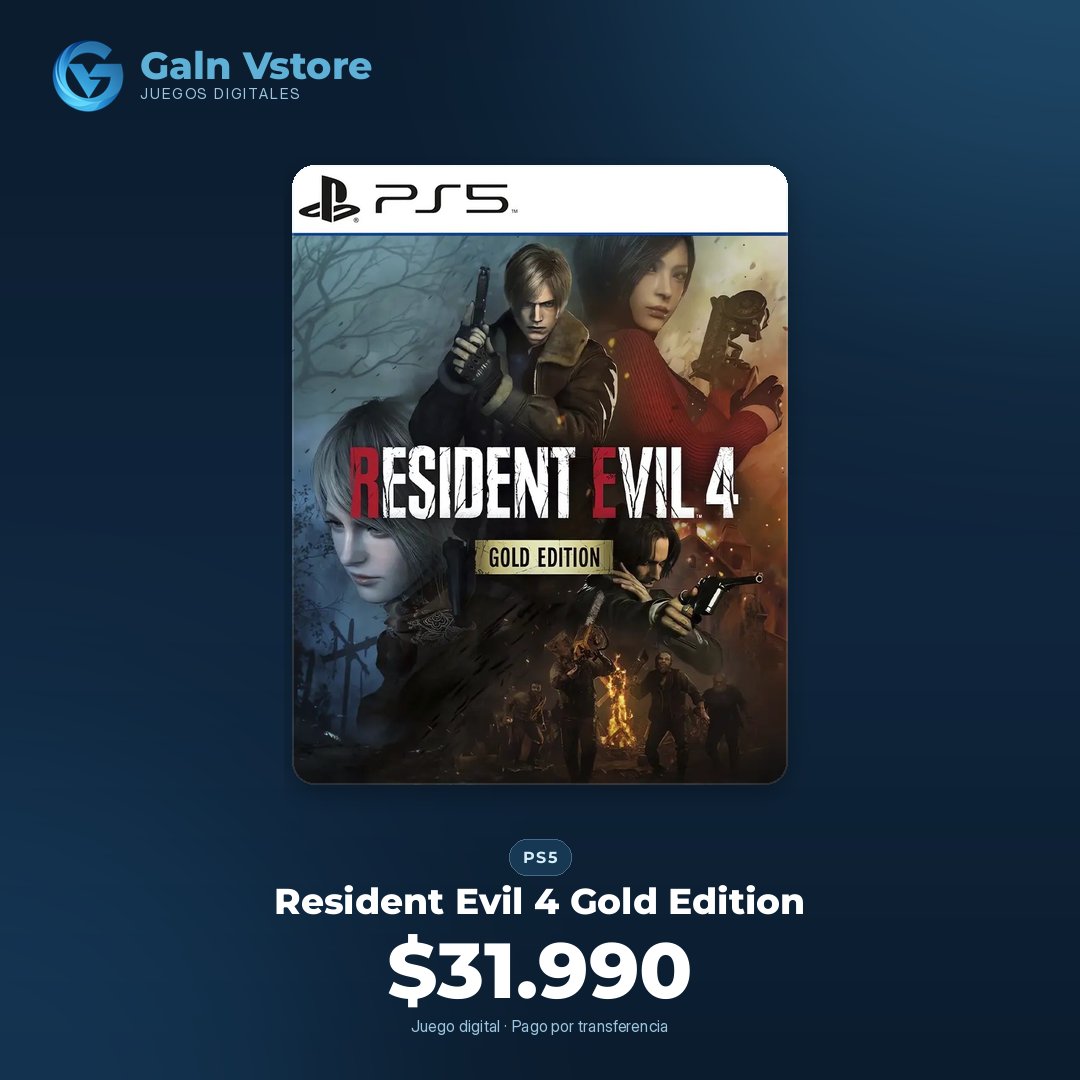 GaIn Vstore
JUEGOS DIGITALES
PS5
RESIDENT EVIL 4
GOLD EDITION
PS5
Resident Evil 4 Gold Edition
$31.990
Juego digital · Pago por transferencia